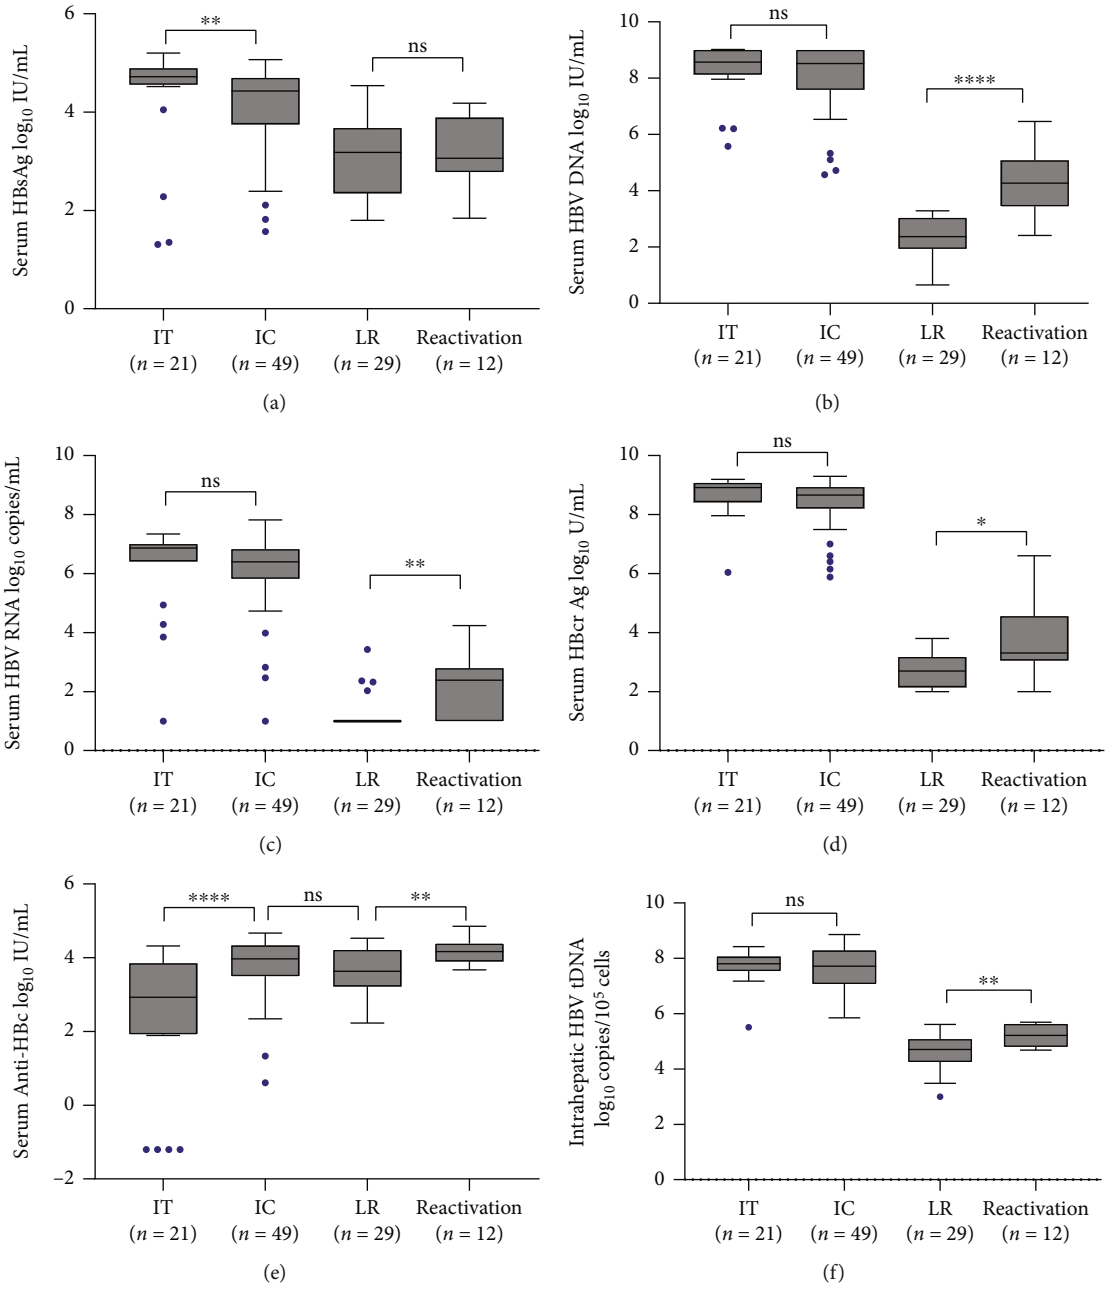 Serum HBsAg log10 IU/mL
6
4
2
0
**
ns
IT IC LR Reactivation
(n = 21) (n = 49) (n = 29) (n = 12)
(a)
Serum HBV DNA log10 IU/mL
10
8
6
4
2
0
ns
****
IT IC LR Reactivation
(n = 21) (n = 49) (n = 29) (n = 12)
(b)
Serum HBV RNA log10 copies/mL
10
8
6
4
2
0
ns
**
IT IC LR Reactivation
(n = 21) (n = 49) (n = 29) (n = 12)
(c)
Serum HBcr Ag log10 U/mL
10
8
6
4
2
0
ns
*
IT IC LR Reactivation
(n = 21) (n = 49) (n = 29) (n = 12)
(d)
Serum Anti-HBc log10 IU/mL
6
4
2
0
−2
****
ns
**
IT IC LR Reactivation
(n = 21) (n = 49) (n = 29) (n = 12)
(e)
Intrahepatic HBV tDNA
log10 copies/10⁵ cells
10
8
6
4
2
0
ns
**
IT IC LR Reactivation
(n = 21) (n = 49) (n = 29) (n = 12)
(f)